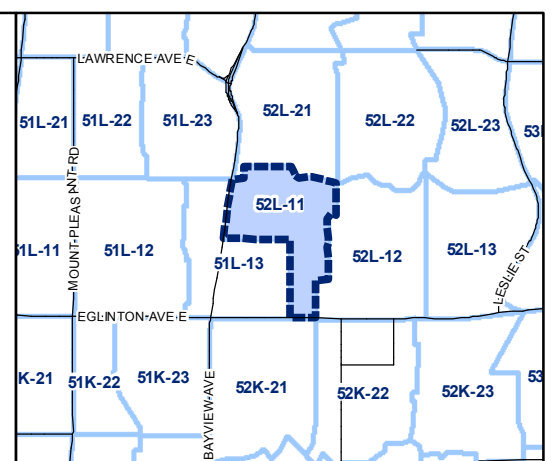 LAWRENCE AVE E
51L-21
51L-22
51L-23
52L-21
52L-22
52L-23
53
MOUNT PLEASANT RD
52L-11
51L-11
51L-12
51L-13
52L-12
52L-13
LESLIE ST
EGLINTON AVE E
K-21
51K-22
51K-23
BAYVIEW AVE
52K-21
52K-22
52K-23
53